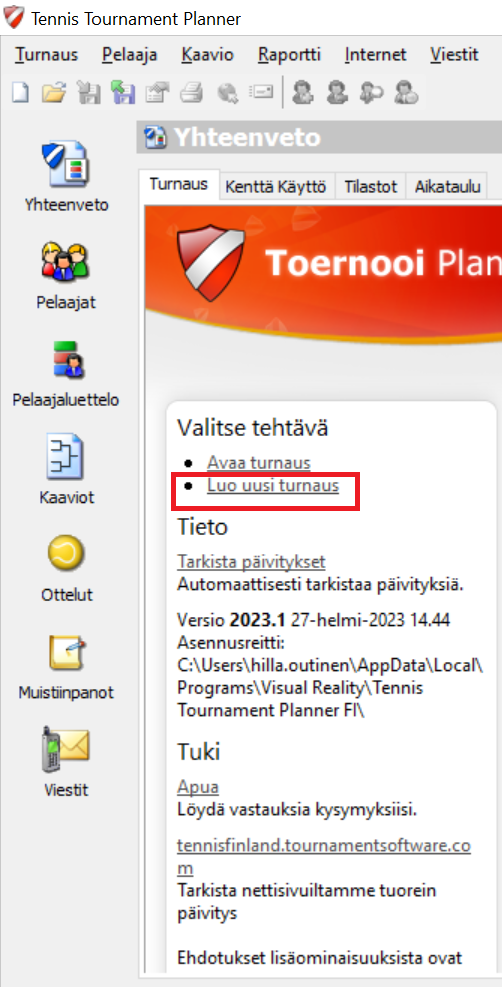 Tennis Tournament Planner
Turnaus Pelaaja Kaavio Raportti Internet Viestit
Yhteenveto
Yhteenveto
Pelaajat
Pelaajaluettelo
Kaaviot
Ottelut
Muistiinpanot
Viestit
Turnaus Kenttä Käyttö Tilastot Aikataulu
Toernooi Plan
Valitse tehtävä
Avaa turnaus
Luo uusi turnaus
Tieto
Tarkista päivitykset
Automaattisesti tarkistaa päivityksiä.
Versio 2023.1 27-helmi-2023 14.44
Asennusreitti:
C:\Users\hilla.outinen\AppData\Local\
Programs\Visual Reality\Tennis
Tournament Planner FI\
Tuki
Apua
Löydä vastauksia kysymyksiisi.
tennisfinland.tournamentsoftware.co
m
Tarkista nettisivuiltamme tuorein
päivitys
Ehdotukset lisäominaisuuksista ovat